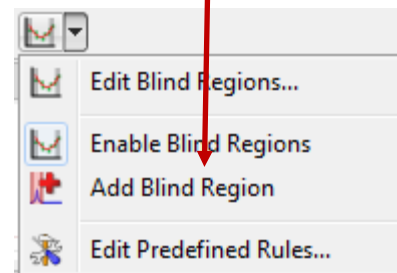 Edit Blind Regions...
Enable Blind Regions
Add Blind Region
Edit Predefined Rules...